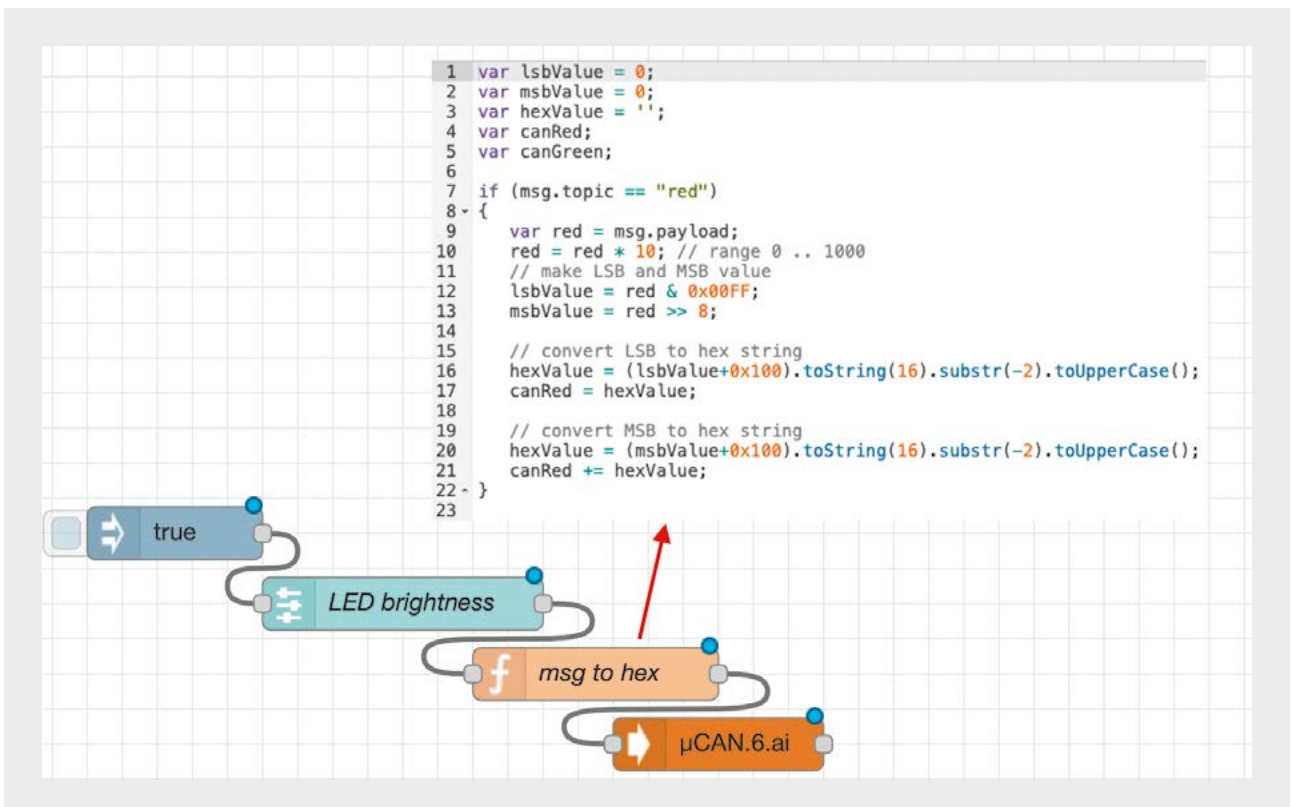 1 var lsbValue = 0;
2 var msbValue = 0;
3 var hexValue = '';
4 var canRed;
5 var canGreen;
6
7 if (msg.topic == "red")
8 {
9 var red = msg.payload;
10 red = red * 10; // range 0 .. 1000
11 // make LSB and MSB value
12 lsbValue = red & 0x00FF;
13 msbValue = red >> 8;
14
15 // convert LSB to hex string
16 hexValue = (lsbValue+0x100).toString(16).substr(-2).toUpperCase();
17 canRed = hexValue;
18
19 // convert MSB to hex string
20 hexValue = (msbValue+0x100).toString(16).substr(-2).toUpperCase();
21 canRed += hexValue;
22 }
23
true
LED brightness
f msg to hex
µCAN.6.ai